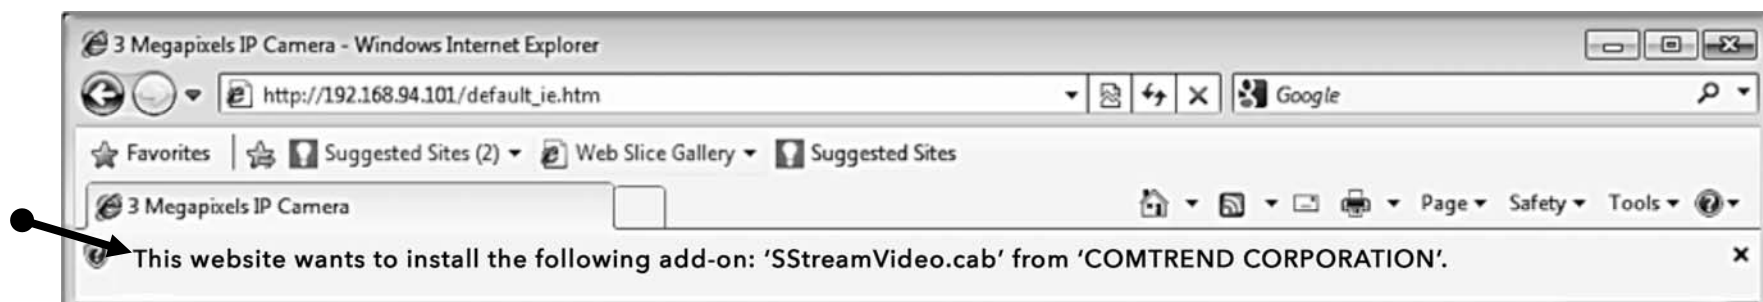 3 Megapixels IP Camera - Windows Internet Explorer
http://192.168.94.101/default_ie.htm Google
Favorites Suggested Sites (2) Web Slice Gallery Suggested Sites
3 Megapixels IP Camera Page Safety Tools
This website wants to install the following add-on: ‘SStreamVideo.cab’ from ‘COMTREND CORPORATION’.